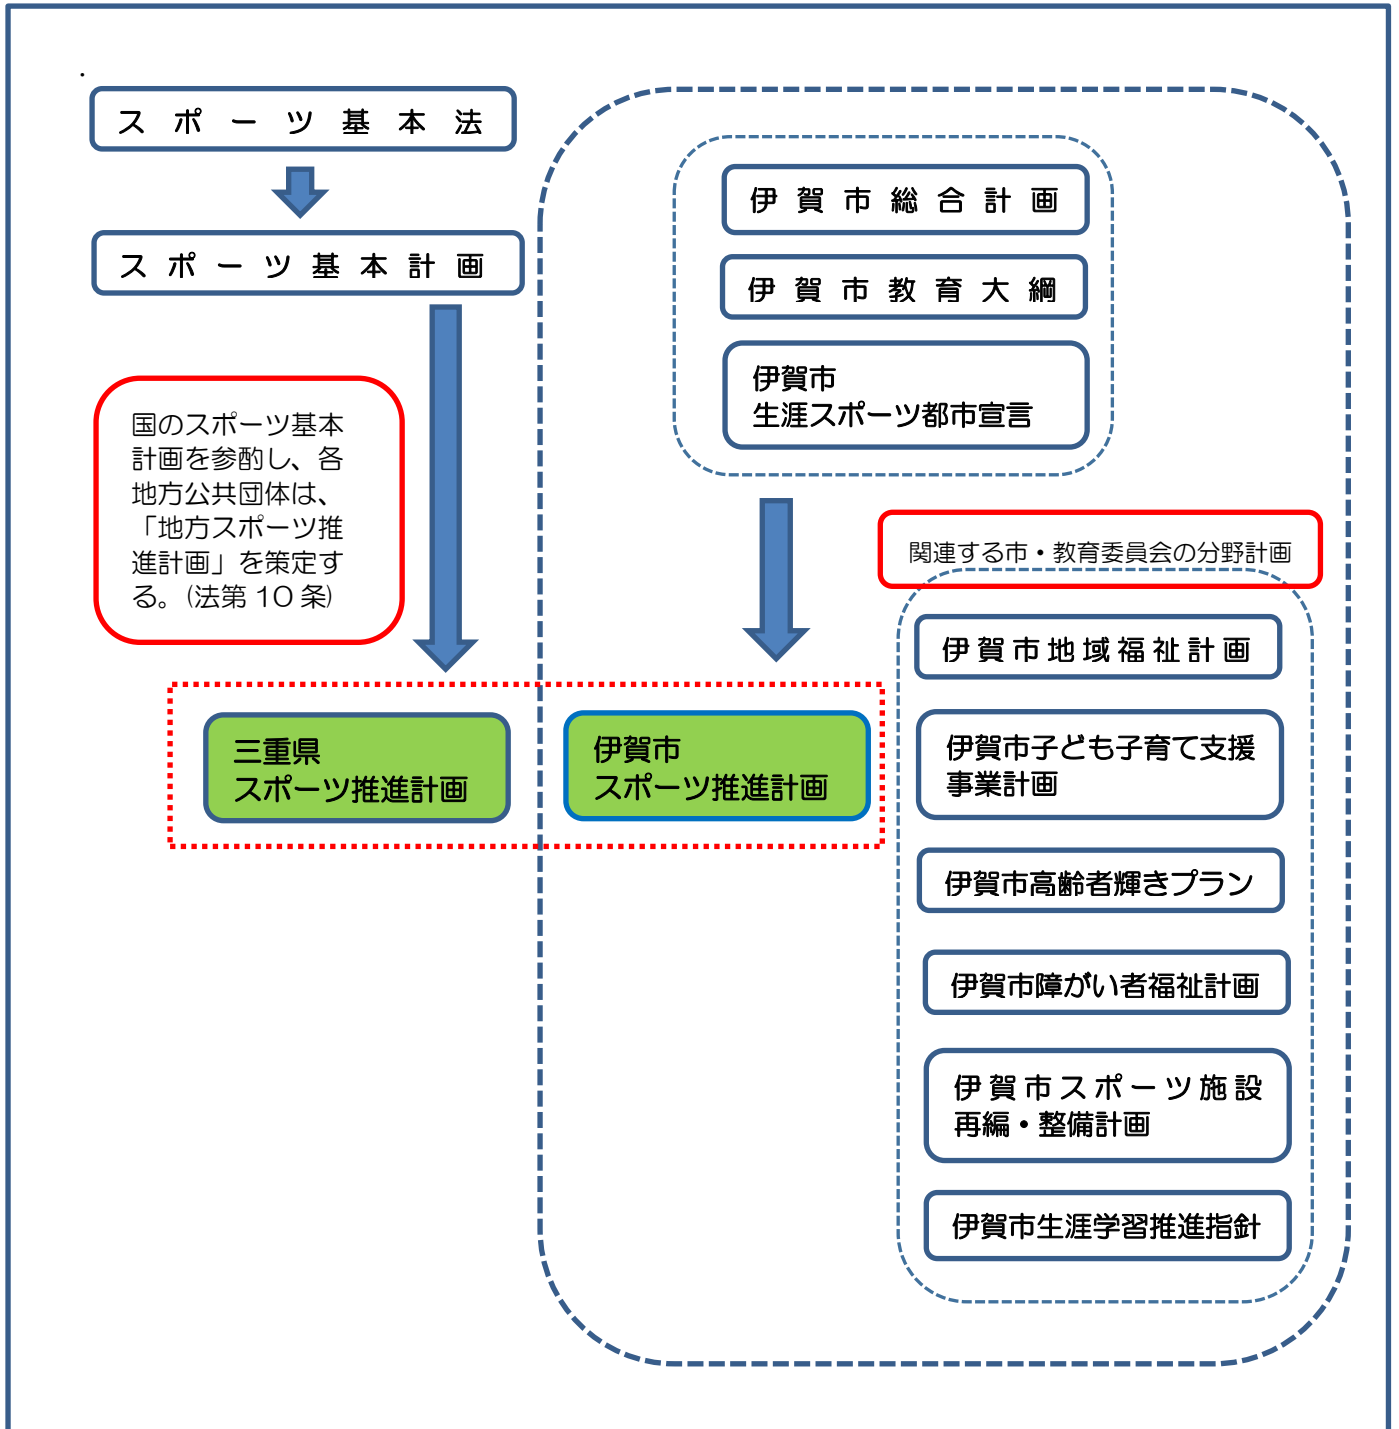 スポーツ基本法
スポーツ基本計画
国のスポーツ基本
計画を参酌し、各
地方公共団体は、
「地方スポーツ推
進計画」を策定す
る。(法第 10 条)
伊賀市総合計画
伊賀市教育大綱
伊賀市
生涯スポーツ都市宣言
三重県
スポーツ推進計画
伊賀市
スポーツ推進計画
関連する市・教育委員会の分野計画
伊賀市地域福祉計画
伊賀市子ども子育て支援
事業計画
伊賀市高齢者輝きプラン
伊賀市障がい者福祉計画
伊賀市スポーツ施設
再編・整備計画
伊賀市生涯学習推進指針